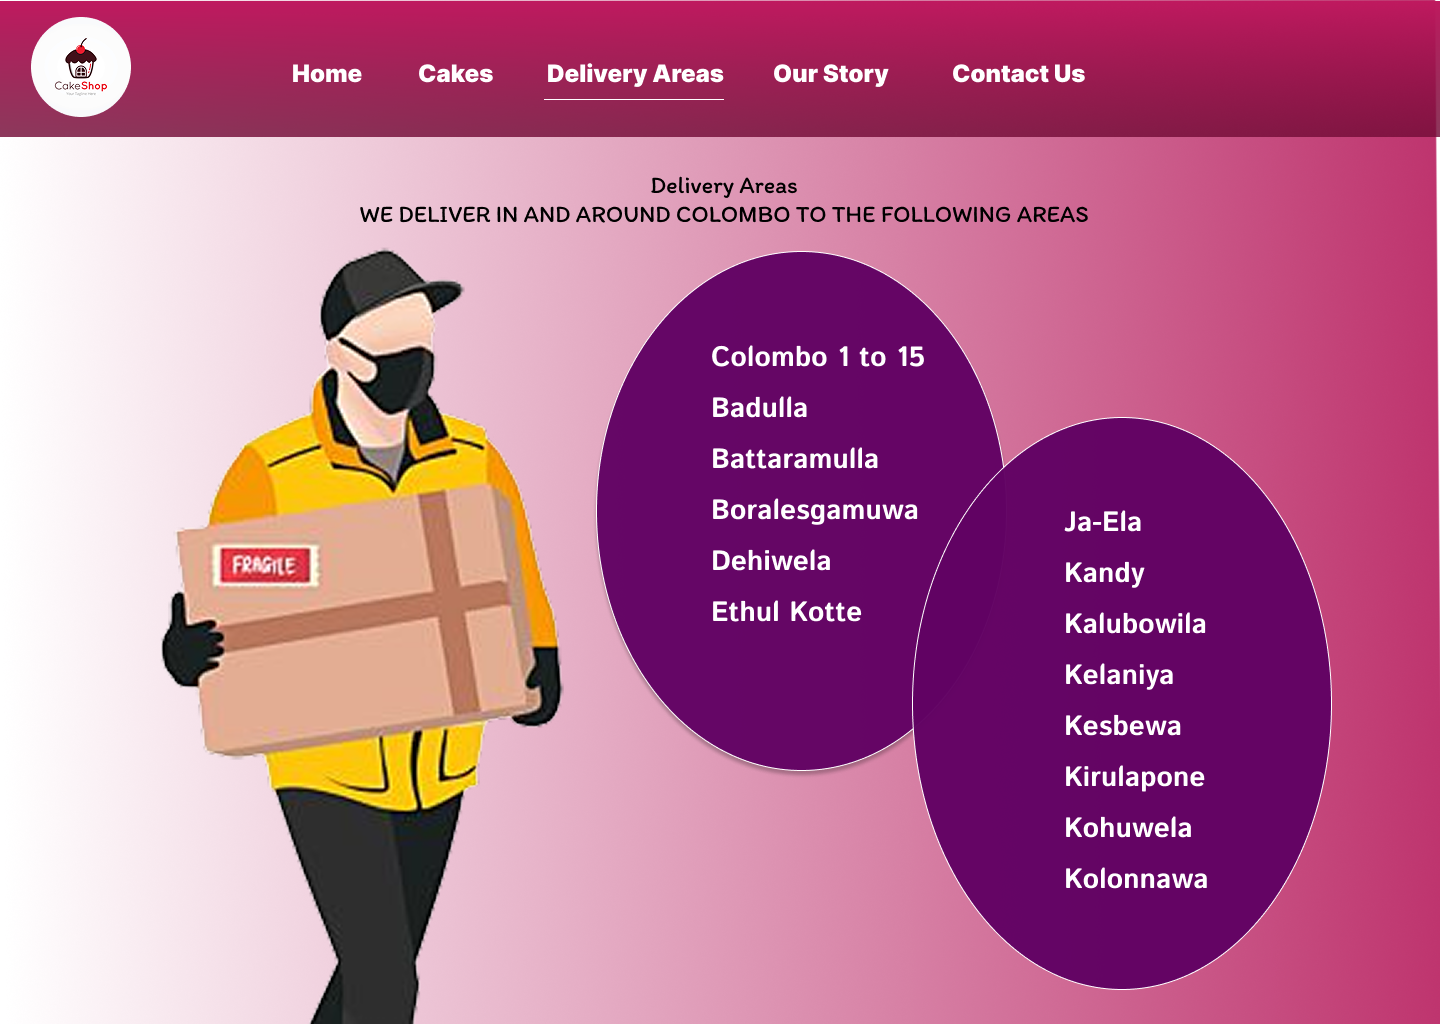 CakeShop
Home
Cakes
Delivery Areas
Our Story
Contact Us
Delivery Areas
WE DELIVER IN AND AROUND COLOMBO TO THE FOLLOWING AREAS
FRAGILE
Colombo 1 to 15
Badulla
Battaramulla
Boralesgamuwa
Dehiwela
Ethul Kotte
Ja-Ela
Kandy
Kalubowila
Kelaniya
Kesbewa
Kirulapone
Kohuwela
Kolonnawa